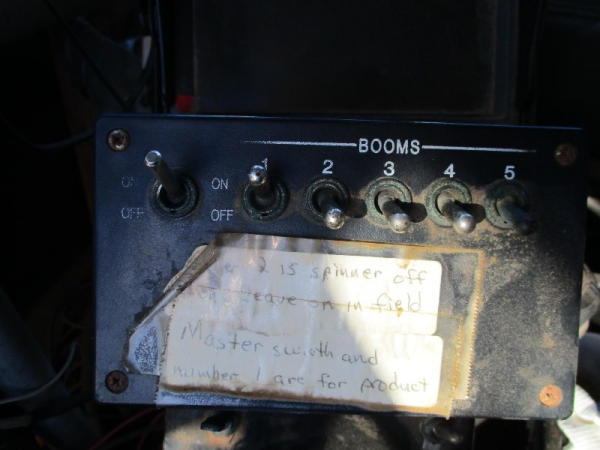 BOOMS
1 2 3 4 5
ON ON
OFF OFF
2 is spinner off
leave on in field
Master swith and
number 1 are for product